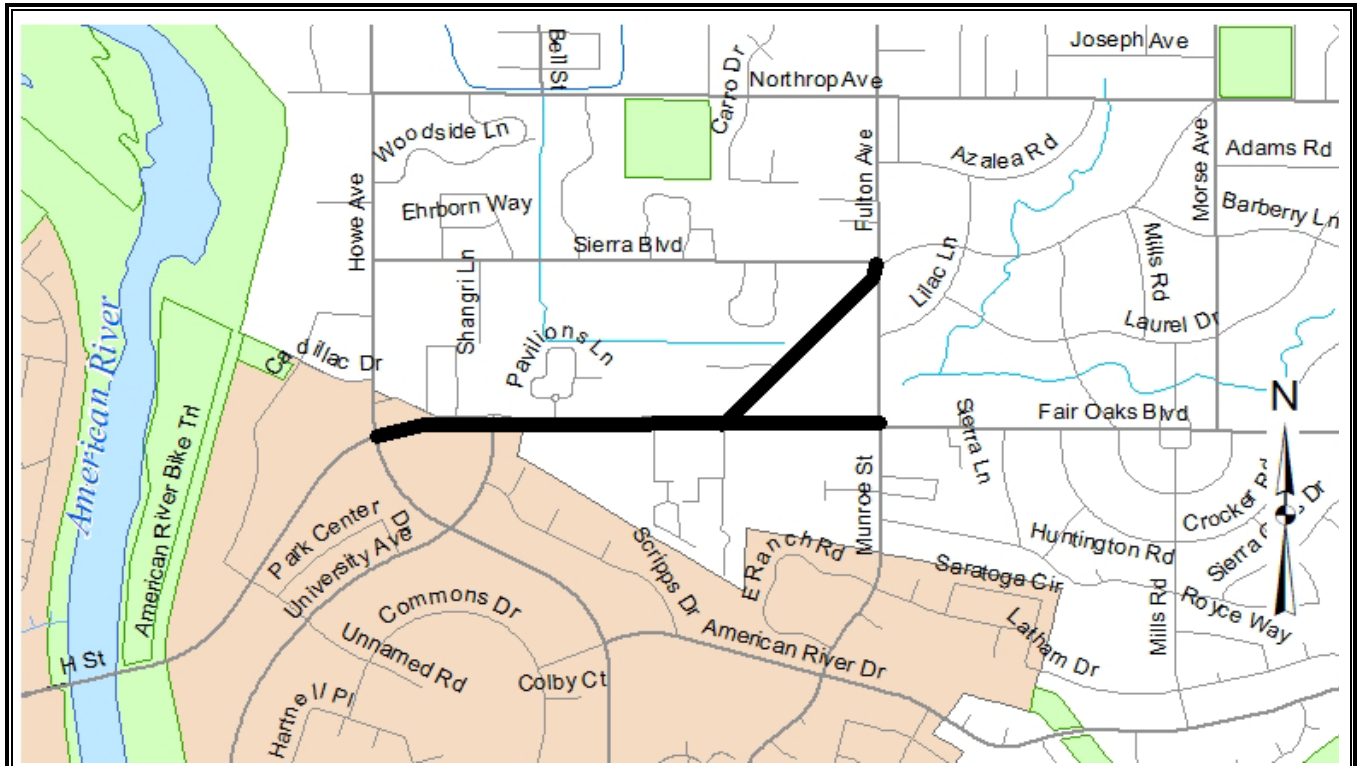 Joseph Ave
Bell St
Carro Dr
Northrop Ave
Woodside Ln
Fulton Ave
Azalea Rd
Morse Ave
Adams Rd
Howe Ave
Ehrborn Way
Barberry Ln
Sierra Blvd
Lilac Ln
Mills Rd
Shangri Ln
American River
Cadillac Dr
Pavilions Ln
Laurel Dr
N
American River Bike Trl
Fair Oaks Blvd
Sierra Ln
Munroe St
Crocker Rd
Park Center Dr
University Ave
Scripps Dr
E Ranch Rd
Huntington Rd
Sierra Dr
Saratoga Cir
Commons Dr
Mills Rd
Royce Way
Latham Dr
Unnamed Rd
American River Dr
H St
Colby Ct
Hartnell Pl